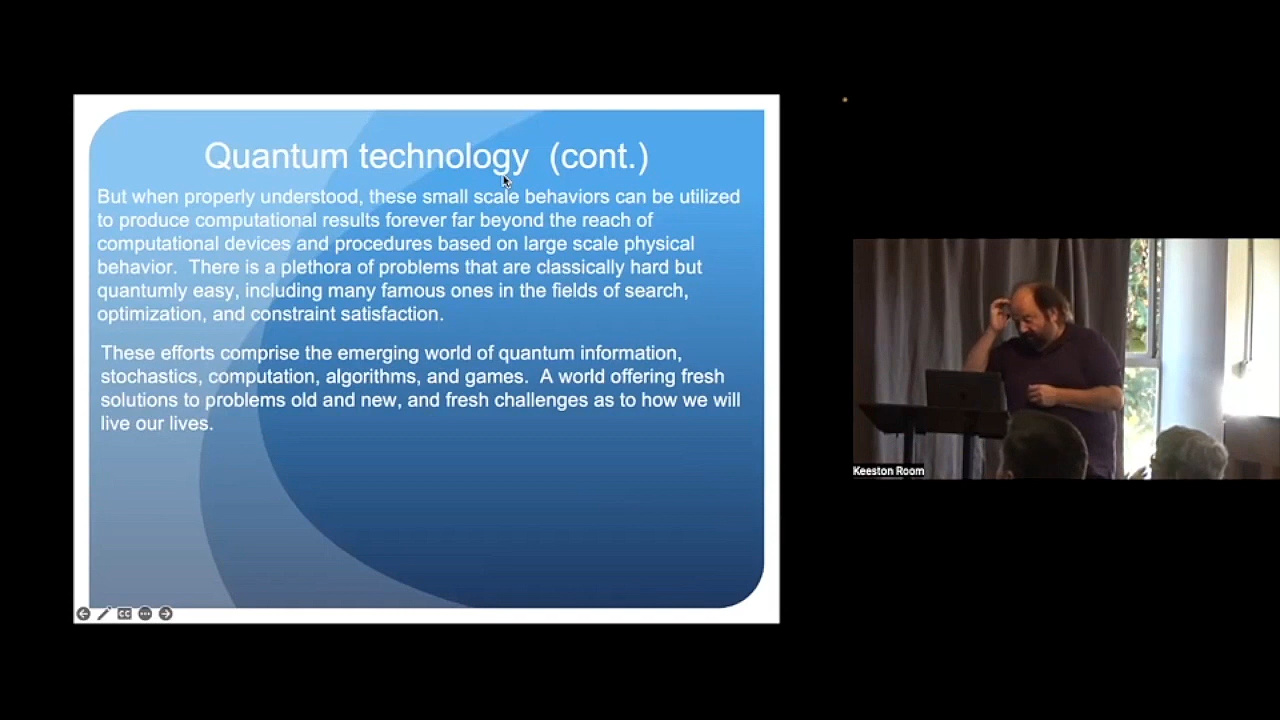 Quantum technology  (cont.)
But when properly understood, these small scale behaviors can be utilized
to produce computational results forever far beyond the reach of
computational devices and procedures based on large scale physical
behavior.  There is a plethora of problems that are classically hard but
quantumly easy, including many famous ones in the fields of search,
optimization, and constraint satisfaction.
These efforts comprise the emerging world of quantum information,
stochastics, computation, algorithms, and games.  A world offering fresh
solutions to problems old and new, and fresh challenges as to how we will
live our lives.
CC
Keeston Room